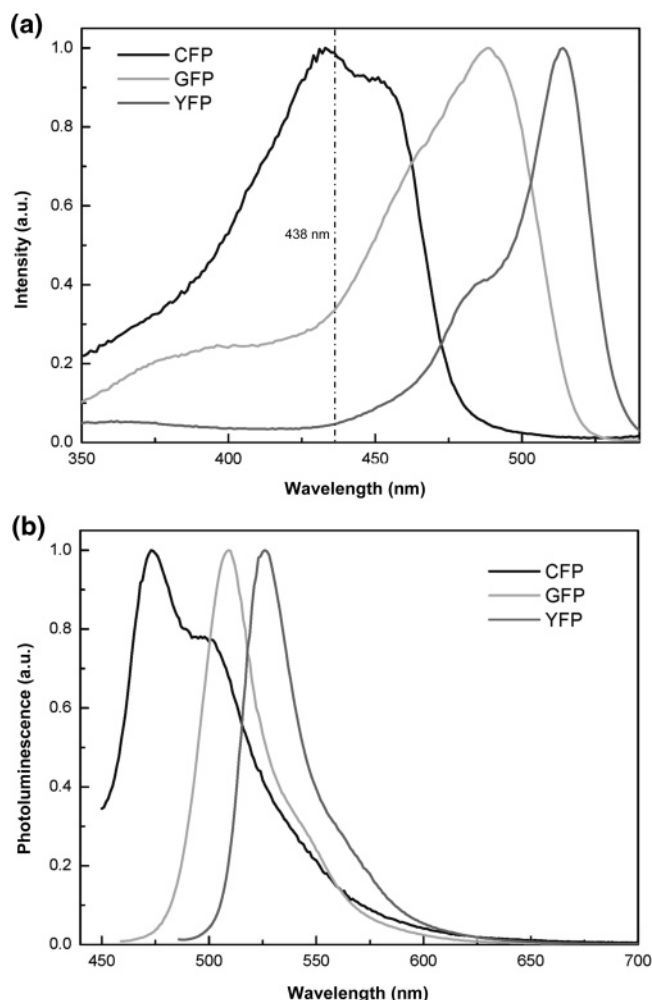 (a)
CFP
GFP
YFP
438 nm
Intensity (a.u.)
1.0
0.8
0.6
0.4
0.2
0.0
350 400 450 500
Wavelength (nm)
(b)
CFP
GFP
YFP
Photoluminescence (a.u.)
1.0
0.8
0.6
0.4
0.2
0.0
450 500 550 600 650 700
Wavelength (nm)